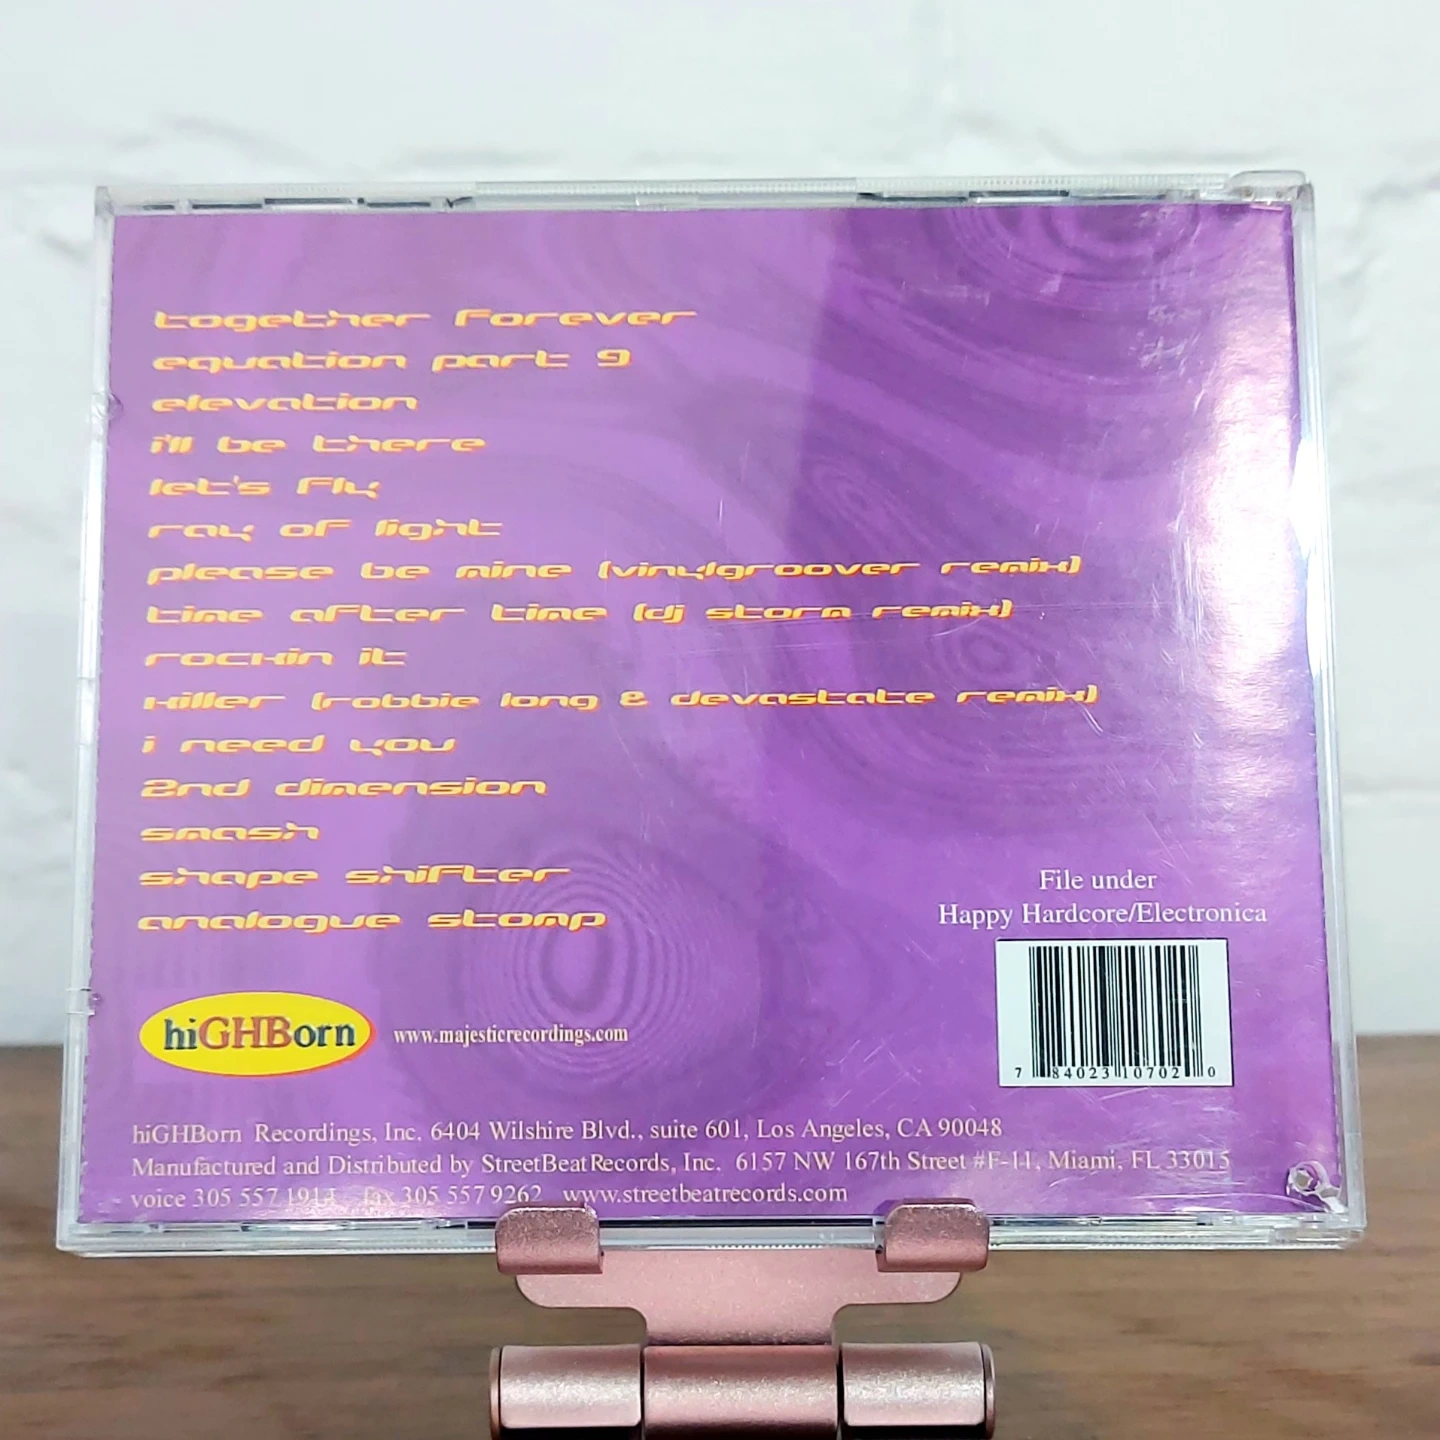 together forever
equation part 9
elevation
i'll be there
let's fly
ray of light
please be mine (vinylgroover remix)
time after time (dj storm remix)
rockin it
killer (robbie long & devastate remix)
i need you
2nd dimension
smash
shape shifter
analogue stomp
File under
Happy Hardcore/Electronica
7 84023 10702 0
hiGHBorn www.majesticrecordings.com
hiGHBorn Recordings, Inc. 6404 Wilshire Blvd., suite 601, Los Angeles, CA 90048
Manufactured and Distributed by StreetBeatRecords, Inc. 6157 NW 167th Street #F-11, Miami, FL 33015
voice 305 557 fax 305 557 9262 www.streetbeatrecords.com